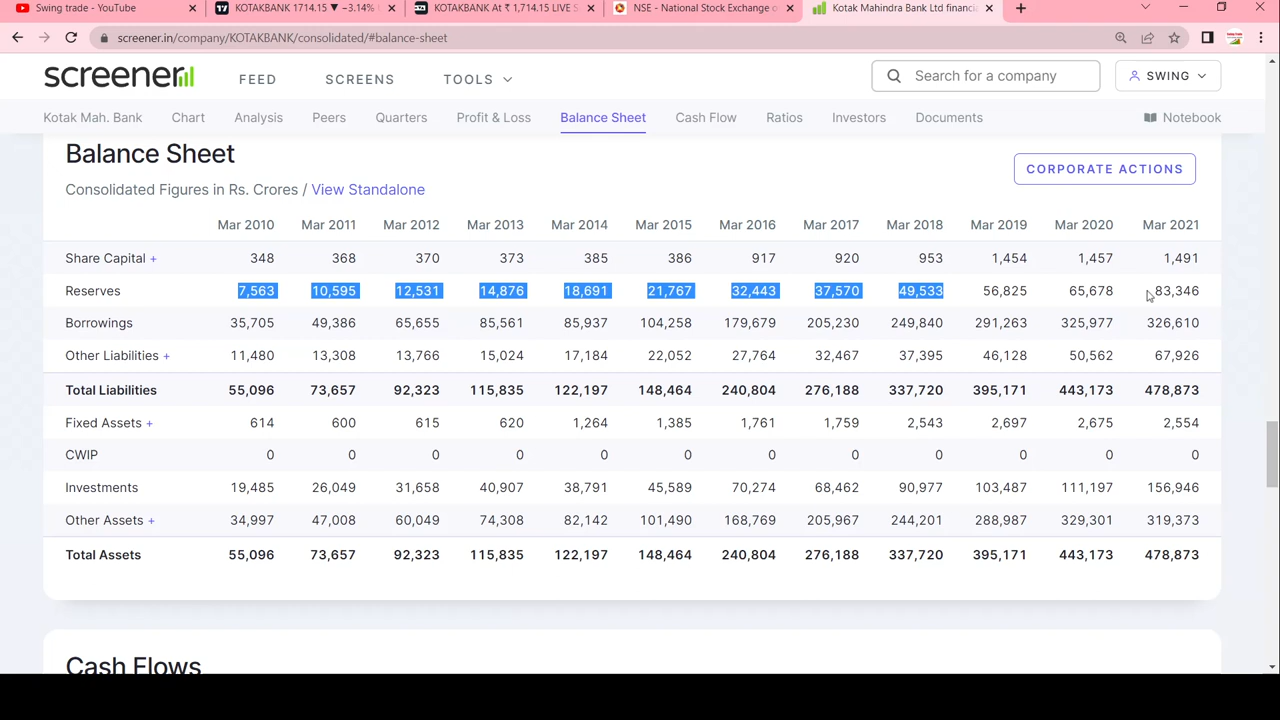 Swing trade - YouTube
KOTAKBANK 1714.15 ▼ −3.14%
KOTAKBANK At ₹ 1,714.15 LIVE S
NSE - National Stock Exchange o
Kotak Mahindra Bank Ltd financi
screener.in/company/KOTAKBANK/consolidated/#balance-sheet
screener FEED SCREENS TOOLS Search for a company SWING
Kotak Mah. Bank Chart Analysis Peers Quarters Profit & Loss Balance Sheet Cash Flow Ratios Investors Documents Notebook
Balance Sheet
CORPORATE ACTIONS
Consolidated Figures in Rs. Crores / View Standalone
Mar 2010 Mar 2011 Mar 2012 Mar 2013 Mar 2014 Mar 2015 Mar 2016 Mar 2017 Mar 2018 Mar 2019 Mar 2020 Mar 2021
Share Capital + 348 368 370 373 385 386 917 920 953 1,454 1,457 1,491
Reserves 7,563 10,595 12,531 14,876 18,691 21,767 32,443 37,570 49,533 56,825 65,678 83,346
Borrowings 35,705 49,386 65,655 85,561 85,937 104,258 179,679 205,230 249,840 291,263 325,977 326,610
Other Liabilities + 11,480 13,308 13,766 15,024 17,184 22,052 27,764 32,467 37,395 46,128 50,562 67,926
Total Liabilities 55,096 73,657 92,323 115,835 122,197 148,464 240,804 276,188 337,720 395,171 443,173 478,873
Fixed Assets + 614 600 615 620 1,264 1,385 1,761 1,759 2,543 2,697 2,675 2,554
CWIP 0 0 0 0 0 0 0 0 0 0 0 0
Investments 19,485 26,049 31,658 40,907 38,791 45,589 70,274 68,462 90,977 103,487 111,197 156,946
Other Assets + 34,997 47,008 60,049 74,308 82,142 101,490 168,769 205,967 244,201 288,987 329,301 319,373
Total Assets 55,096 73,657 92,323 115,835 122,197 148,464 240,804 276,188 337,720 395,171 443,173 478,873
Cash Flows